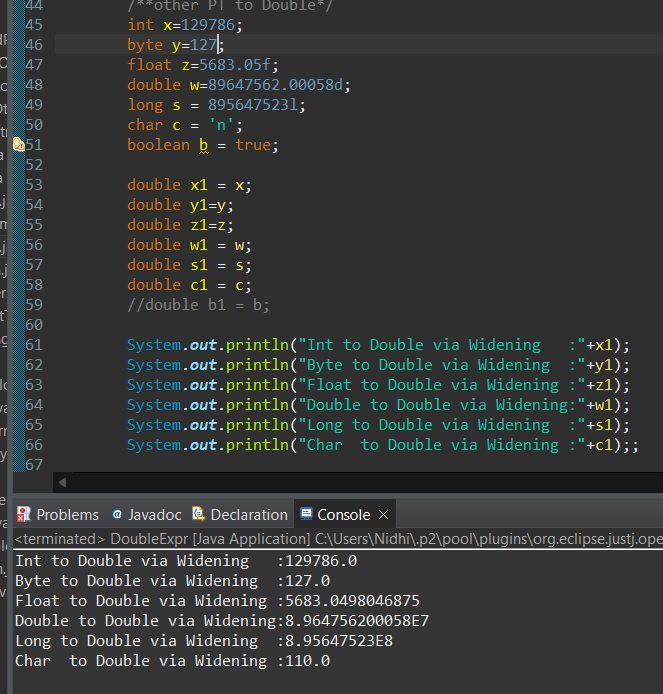 44 /**other PT to Double*/
45 int x=129786;
46 byte y=127;
47 float z=5683.05f;
48 double w=89647562.00058d;
49 long s = 895647523l;
50 char c = 'n';
51 boolean b = true;
52
53 double x1 = x;
54 double y1=y;
55 double z1=z;
56 double w1 = w;
57 double s1 = s;
58 double c1 = c;
59 //double b1 = b;
60
61 System.out.println("Int to Double via Widening   :"+x1);
62 System.out.println("Byte to Double via Widening  :"+y1);
63 System.out.println("Float to Double via Widening :"+z1);
64 System.out.println("Double to Double via Widening:"+w1);
65 System.out.println("Long to Double via Widening  :"+s1);
66 System.out.println("Char  to Double via Widening :"+c1);;
67
Problems @ Javadoc Declaration Console
<terminated> DoubleExpr [Java Application] C:\Users\Nidhi\.p2\pool\plugins\org.eclipse.justj.ope
Int to Double via Widening   :129786.0
Byte to Double via Widening  :127.0
Float to Double via Widening :5683.0498046875
Double to Double via Widening:8.964756200058E7
Long to Double via Widening  :8.95647523E8
Char  to Double via Widening :110.0